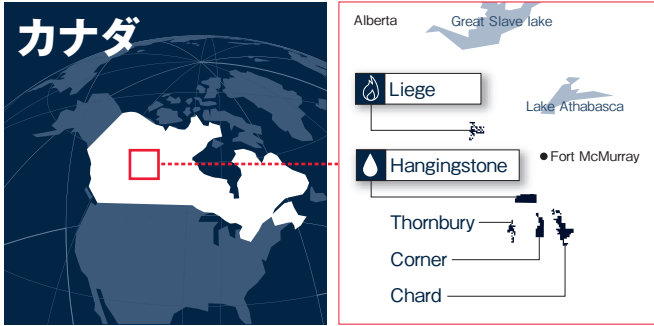 カナダ
Alberta
Great Slave lake
Liege
Lake Athabasca
Hangingstone
Fort McMurray
Thornbury
Corner
Chard